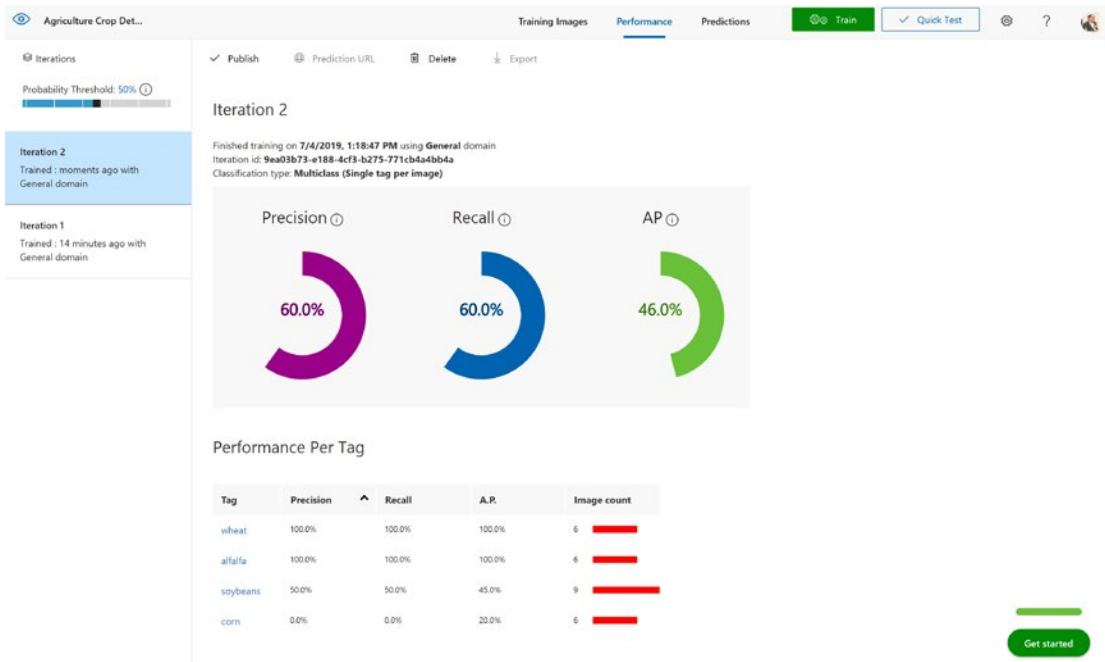 Agriculture Crop Det...
Training Images
Performance
Predictions
Train
✓ Quick Test
?
Iterations
Probability Threshold: 50%
Iteration 2
Trained : moments ago with
General domain
Iteration 1
Trained : 14 minutes ago with
General domain
✓ Publish
Prediction URL
Delete
Export
Iteration 2
Finished training on 7/4/2019, 1:18:47 PM using General domain
Iteration id: 9ea03b73-e188-4cf3-b275-771cb4a4bb4a
Classification type: Multiclass (Single tag per image)
Precision
Recall
AP
60.0%
60.0%
46.0%
Performance Per Tag
Tag Precision Recall A.P. Image count
wheat 100.0% 100.0% 100.0% 6
alfalfa 100.0% 100.0% 100.0% 6
soybeans 50.0% 50.0% 45.0% 9
corn 0.0% 0.0% 20.0% 6
Get started